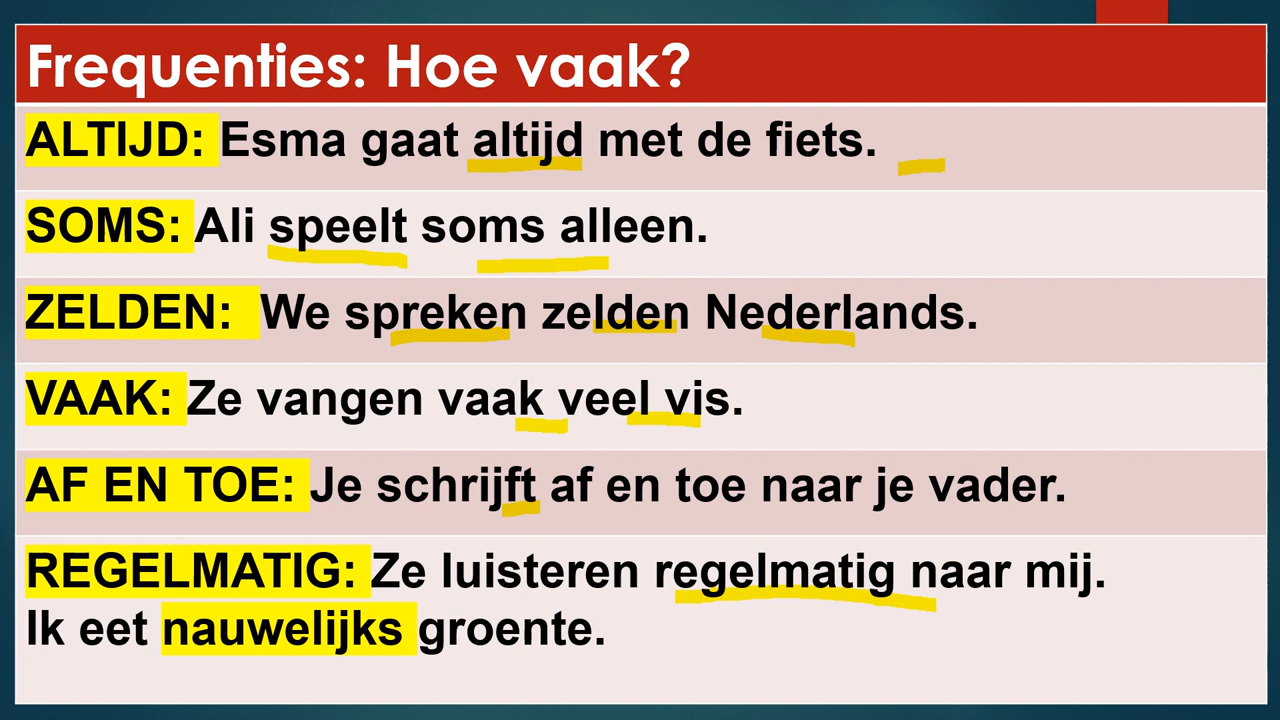 Frequenties: Hoe vaak?
ALTIJD: Esma gaat altijd met de fiets.
SOMS: Ali speelt soms alleen.
ZELDEN: We spreken zelden Nederlands.
VAAK: Ze vangen vaak veel vis.
AF EN TOE: Je schrijft af en toe naar je vader.
REGELMATIG: Ze luisteren regelmatig naar mij.
Ik eet nauwelijks groente.